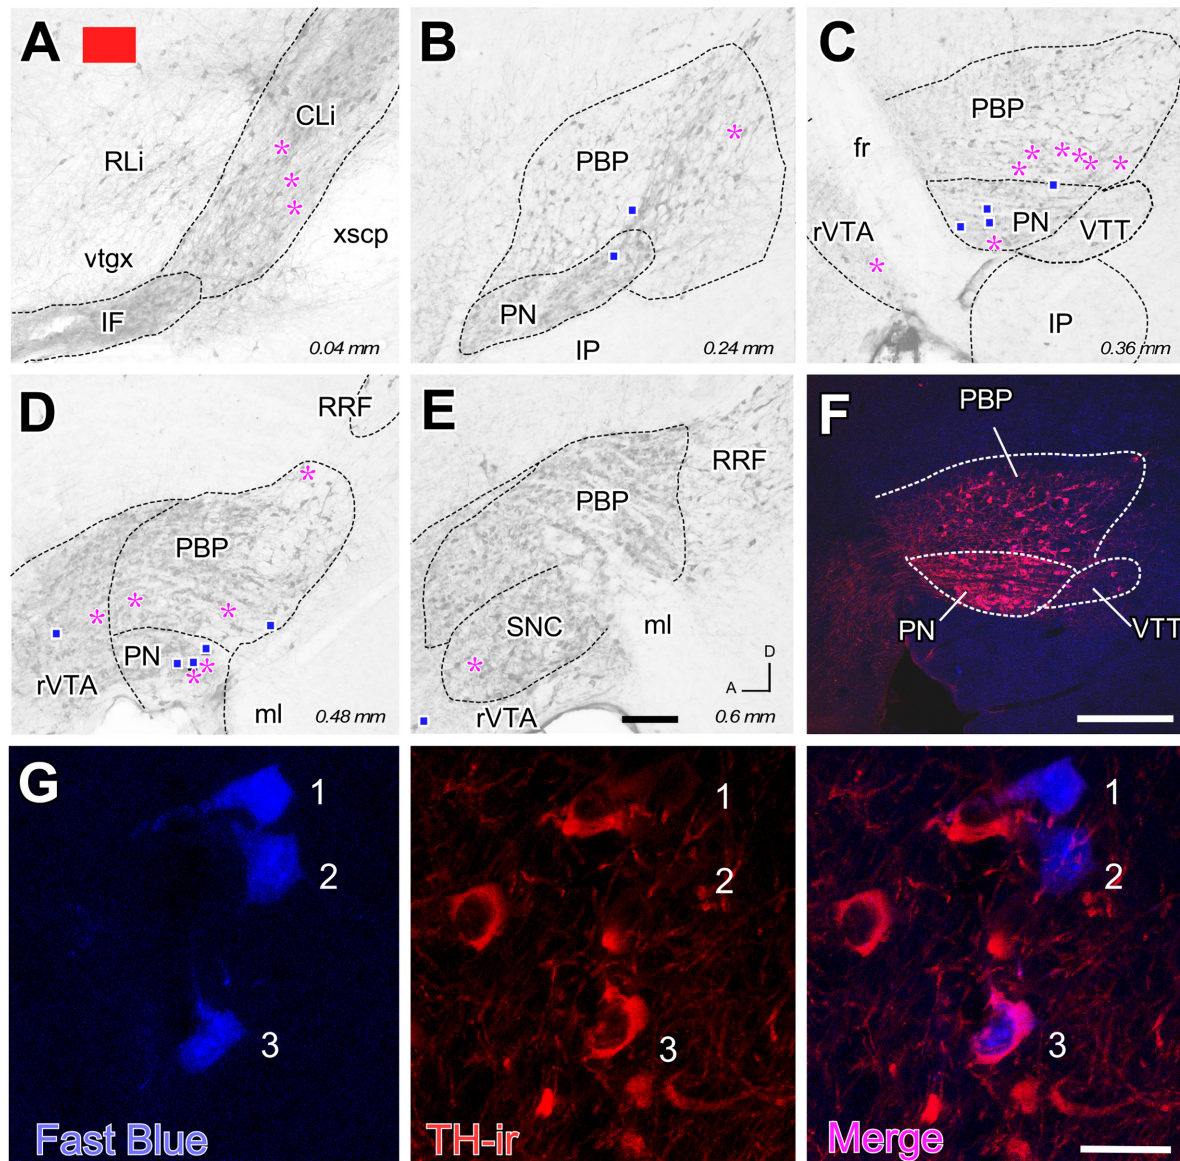 A
CLi
RLi
xscp
vtgx
IF
0.04 mm
B
PBP
PN
IP
0.24 mm
C
PBP
fr
PN
VTT
rVTA
IP
0.36 mm
D
RRF
PBP
PN
rVTA
ml
0.48 mm
E
RRF
PBP
SNC
ml
D
A
rVTA
0.6 mm
F
PBP
PN
VTT
G
1
2
3
Fast Blue
1
2
3
TH-ir
1
2
3
Merge